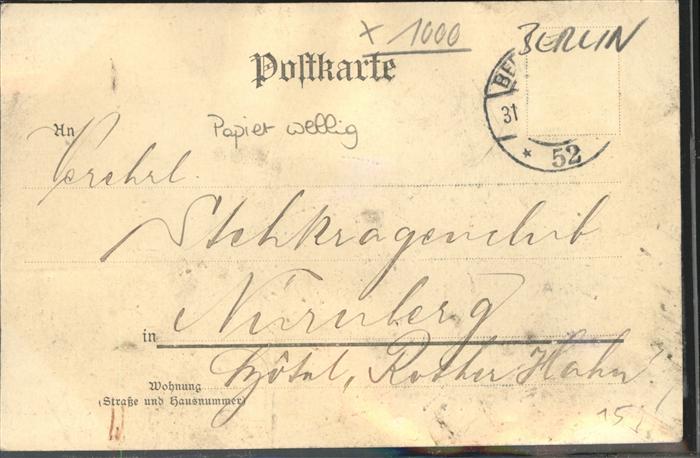 x 1000
BERLIN
Postkarte
BE
31
* 52
Papier wellig
An
Verehrl.
Stehkragenclub
in Nürnberg
Hôtel „Rother Hahn"
Wohnung
(Straße und Hausnummer)
15